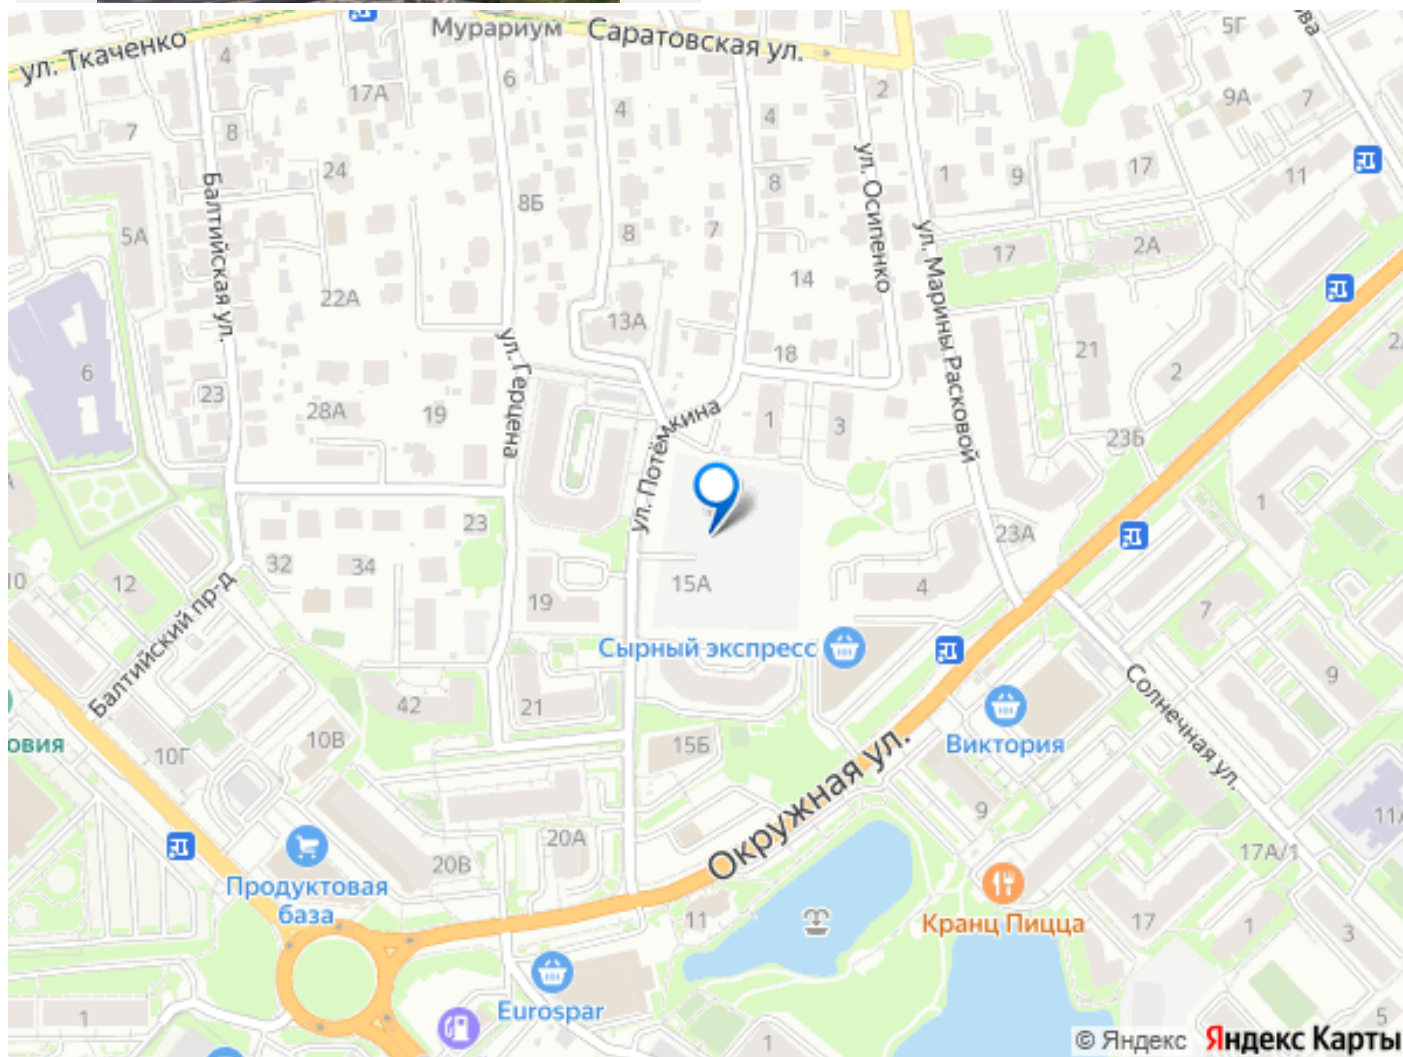 Мурариум
Саратовская ул.
5Г
ул. Ткаченко
4
17А
6
4
4
2
9А
7
7
8
24
8Б
8
1
9
17
11
5А
Балтийская ул.
8
7
ул. Осипенко
ул. Марины Расковой
17
2А
14
22А
13А
6
ул. Герцена
18
21
2
23
28А
19
ул. Потёмкина
1
3
23Б
1
23
23А
32
34
15А
4
10
12
19
7
Балтийский пр-д
Сырный экспресс
Солнечная ул.
9
42
21
15Б
Виктория
овия
10В
10Г
Окружная ул.
9
11
20А
20В
17А/1
Продуктовая
база
11
Кранц Пицца
17
1
3
Eurospar
1
1
5
© Яндекс Яндекс Карты